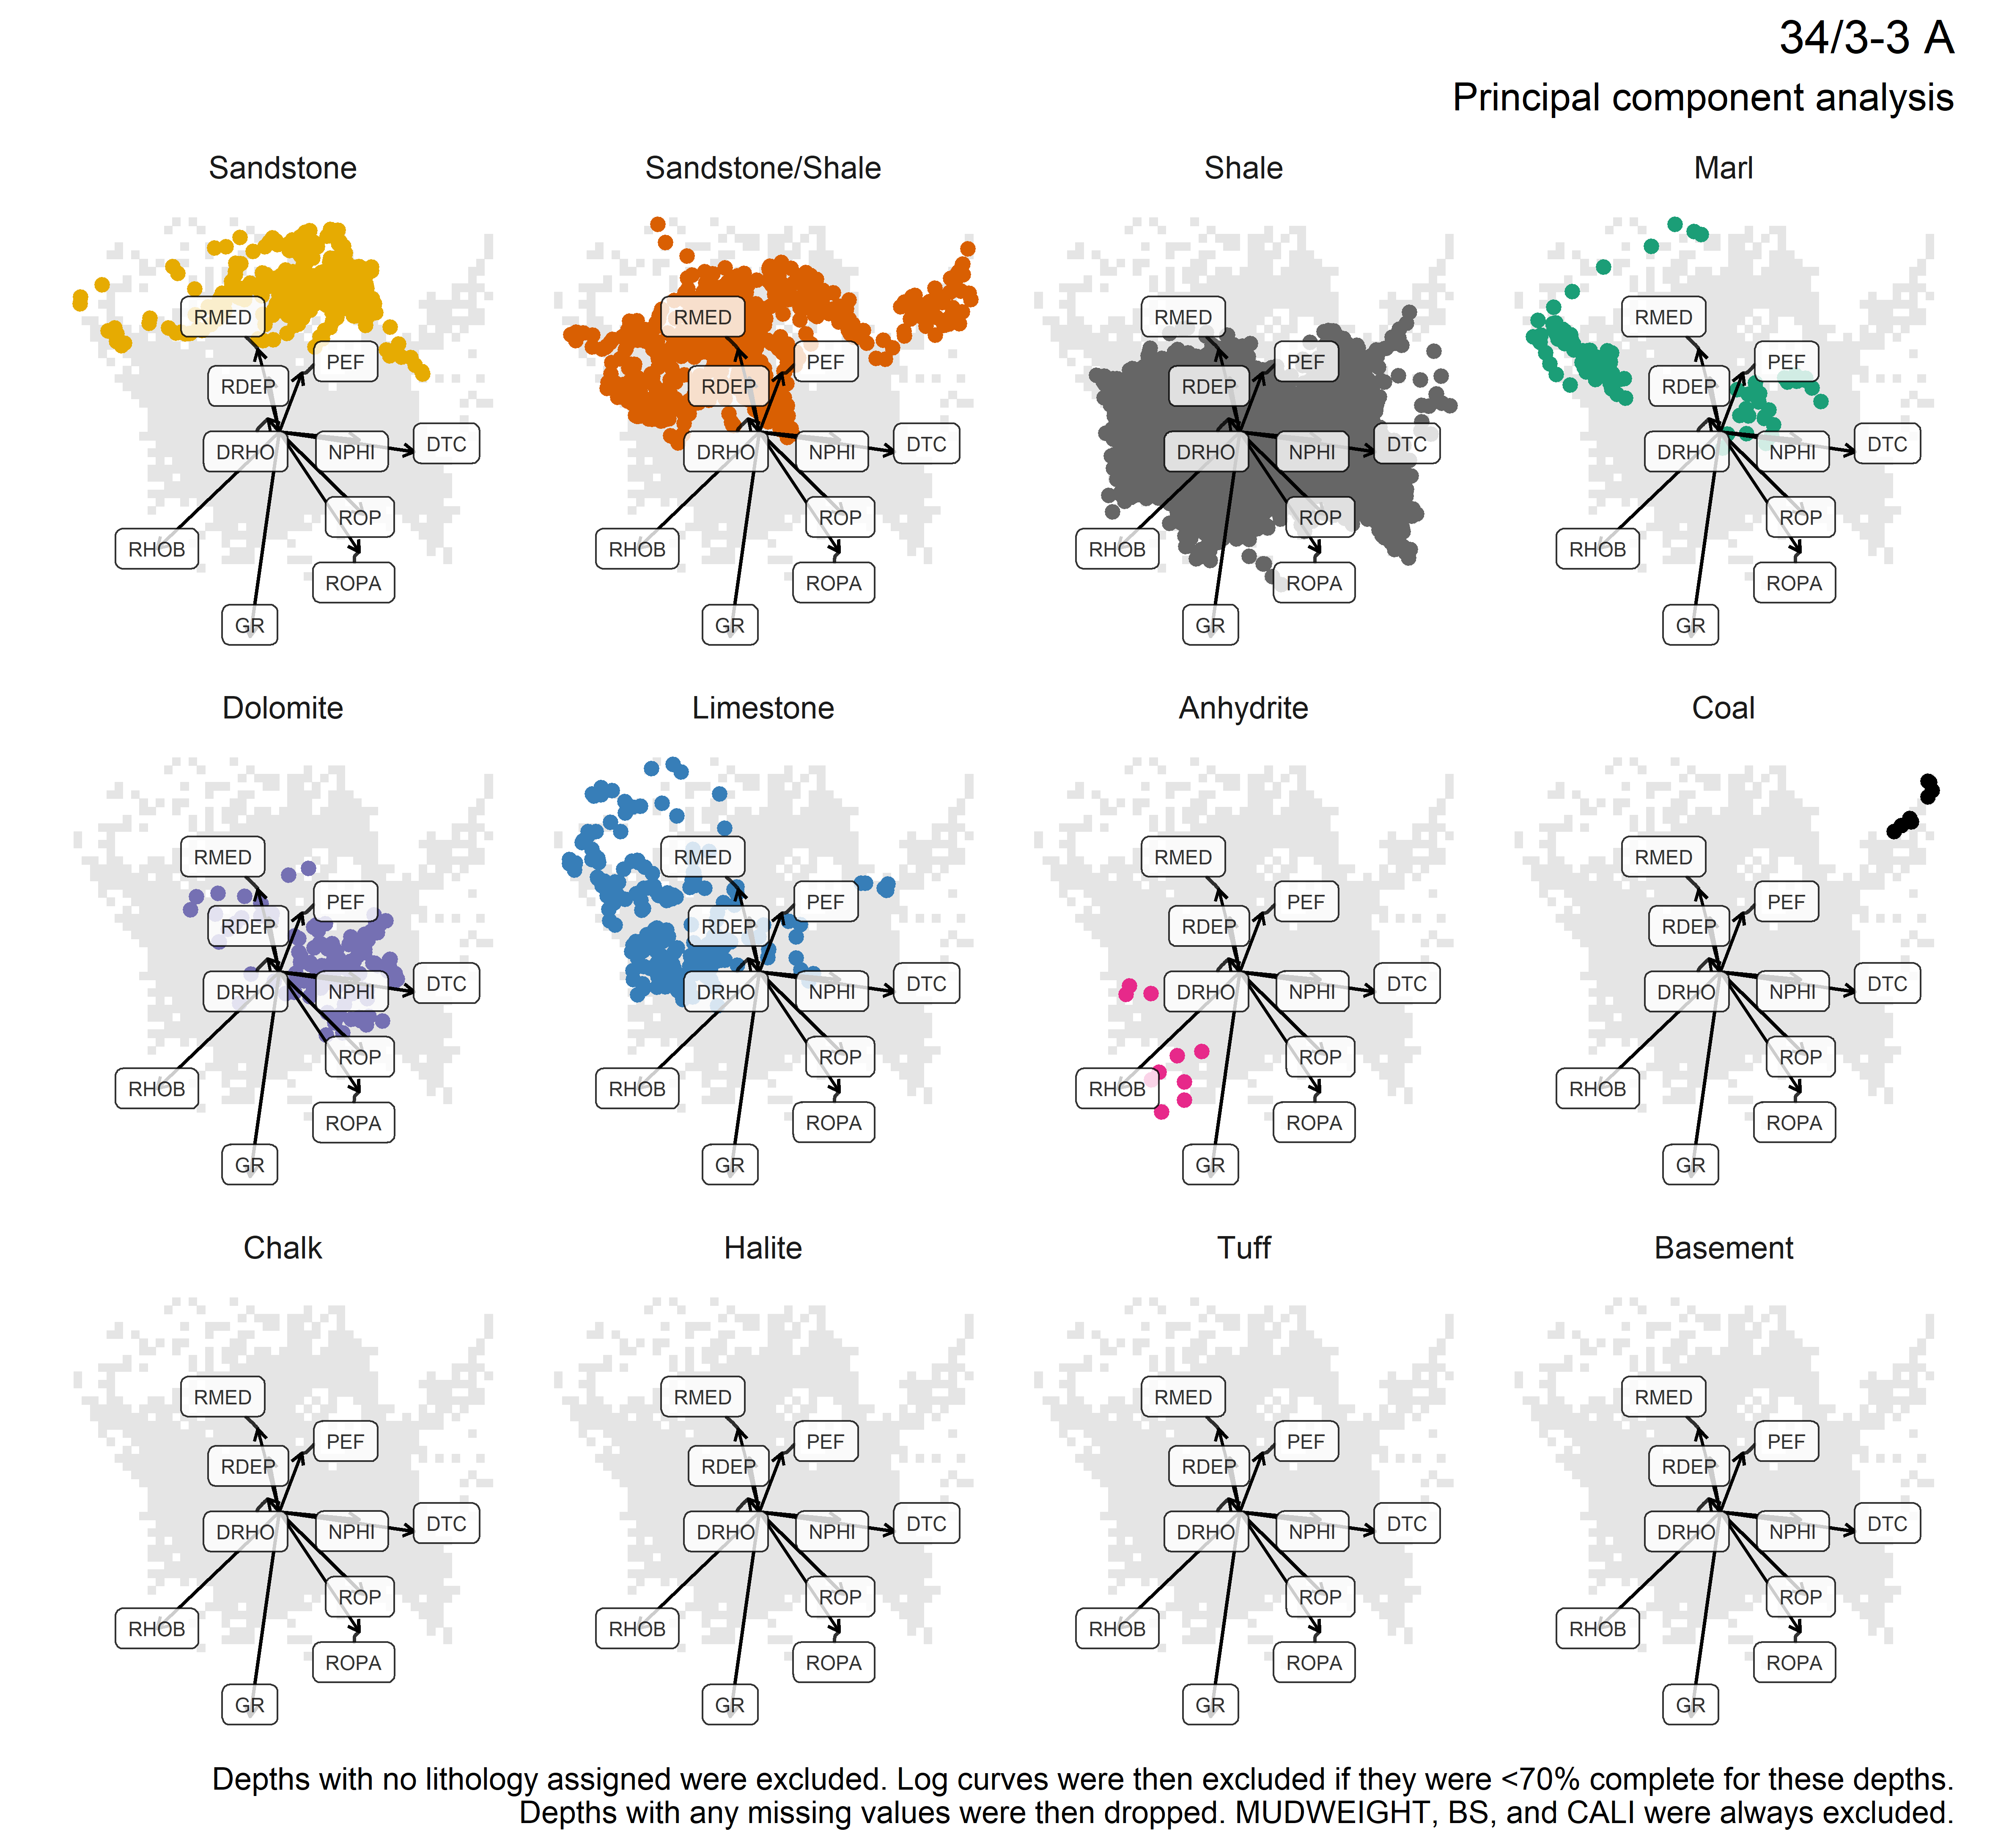 34/3-3 A
Principal component analysis
Sandstone
RMED
PEF
RDEP
DRHO
NPHI
DTC
ROP
RHOB
ROPA
GR
Sandstone/Shale
RMED
PEF
RDEP
DRHO
NPHI
DTC
ROP
RHOB
ROPA
GR
Shale
RMED
PEF
RDEP
DRHO
NPHI
DTC
ROP
RHOB
ROPA
GR
Marl
RMED
PEF
RDEP
DRHO
NPHI
DTC
ROP
RHOB
ROPA
GR
Dolomite
RMED
PEF
RDEP
DRHO
NPHI
DTC
ROP
RHOB
ROPA
GR
Limestone
RMED
PEF
RDEP
DRHO
NPHI
DTC
ROP
RHOB
ROPA
GR
Anhydrite
RMED
PEF
RDEP
DRHO
NPHI
DTC
ROP
RHOB
ROPA
GR
Coal
RMED
PEF
RDEP
DRHO
NPHI
DTC
ROP
RHOB
ROPA
GR
Chalk
RMED
PEF
RDEP
DRHO
NPHI
DTC
ROP
RHOB
ROPA
GR
Halite
RMED
PEF
RDEP
DRHO
NPHI
DTC
ROP
RHOB
ROPA
GR
Tuff
RMED
PEF
RDEP
DRHO
NPHI
DTC
ROP
RHOB
ROPA
GR
Basement
RMED
PEF
RDEP
DRHO
NPHI
DTC
ROP
RHOB
ROPA
GR
Depths with no lithology assigned were excluded. Log curves were then excluded if they were <70% complete for these depths.
Depths with any missing values were then dropped. MUDWEIGHT, BS, and CALI were always excluded.